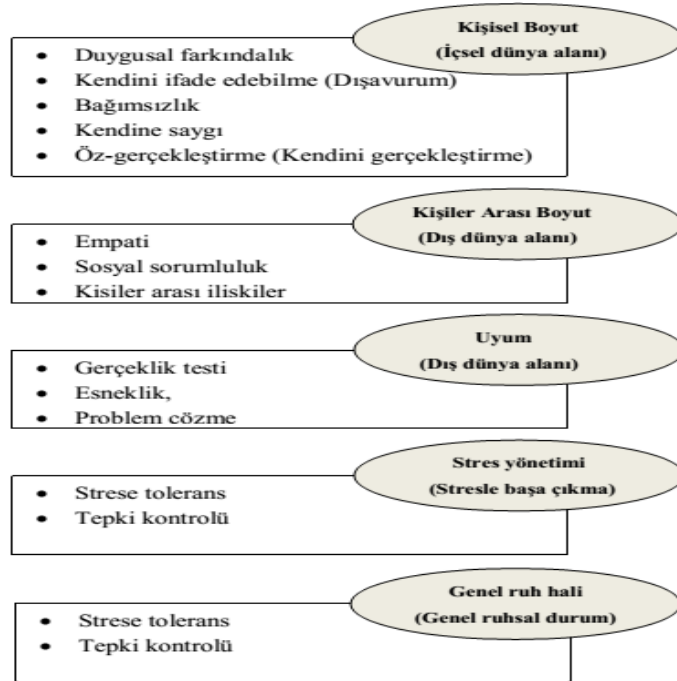 Kişisel Boyut
(İçsel dünya alanı)
• Duygusal farkındalık
• Kendini ifade edebilme (Dışavurum)
• Bağımsızlık
• Kendine saygı
• Öz-gerçekleştirme (Kendini gerçekleştirme)
Kişiler Arası Boyut
(Dış dünya alanı)
• Empati
• Sosyal sorumluluk
• Kisiler arası iliskiler
Uyum
(Dış dünya alanı)
• Gerçeklik testi
• Esneklik,
• Problem cözme
Stres yönetimi
(Stresle başa çıkma)
• Strese tolerans
• Tepki kontrolü
Genel ruh hali
(Genel ruhsal durum)
• Strese tolerans
• Tepki kontrolü